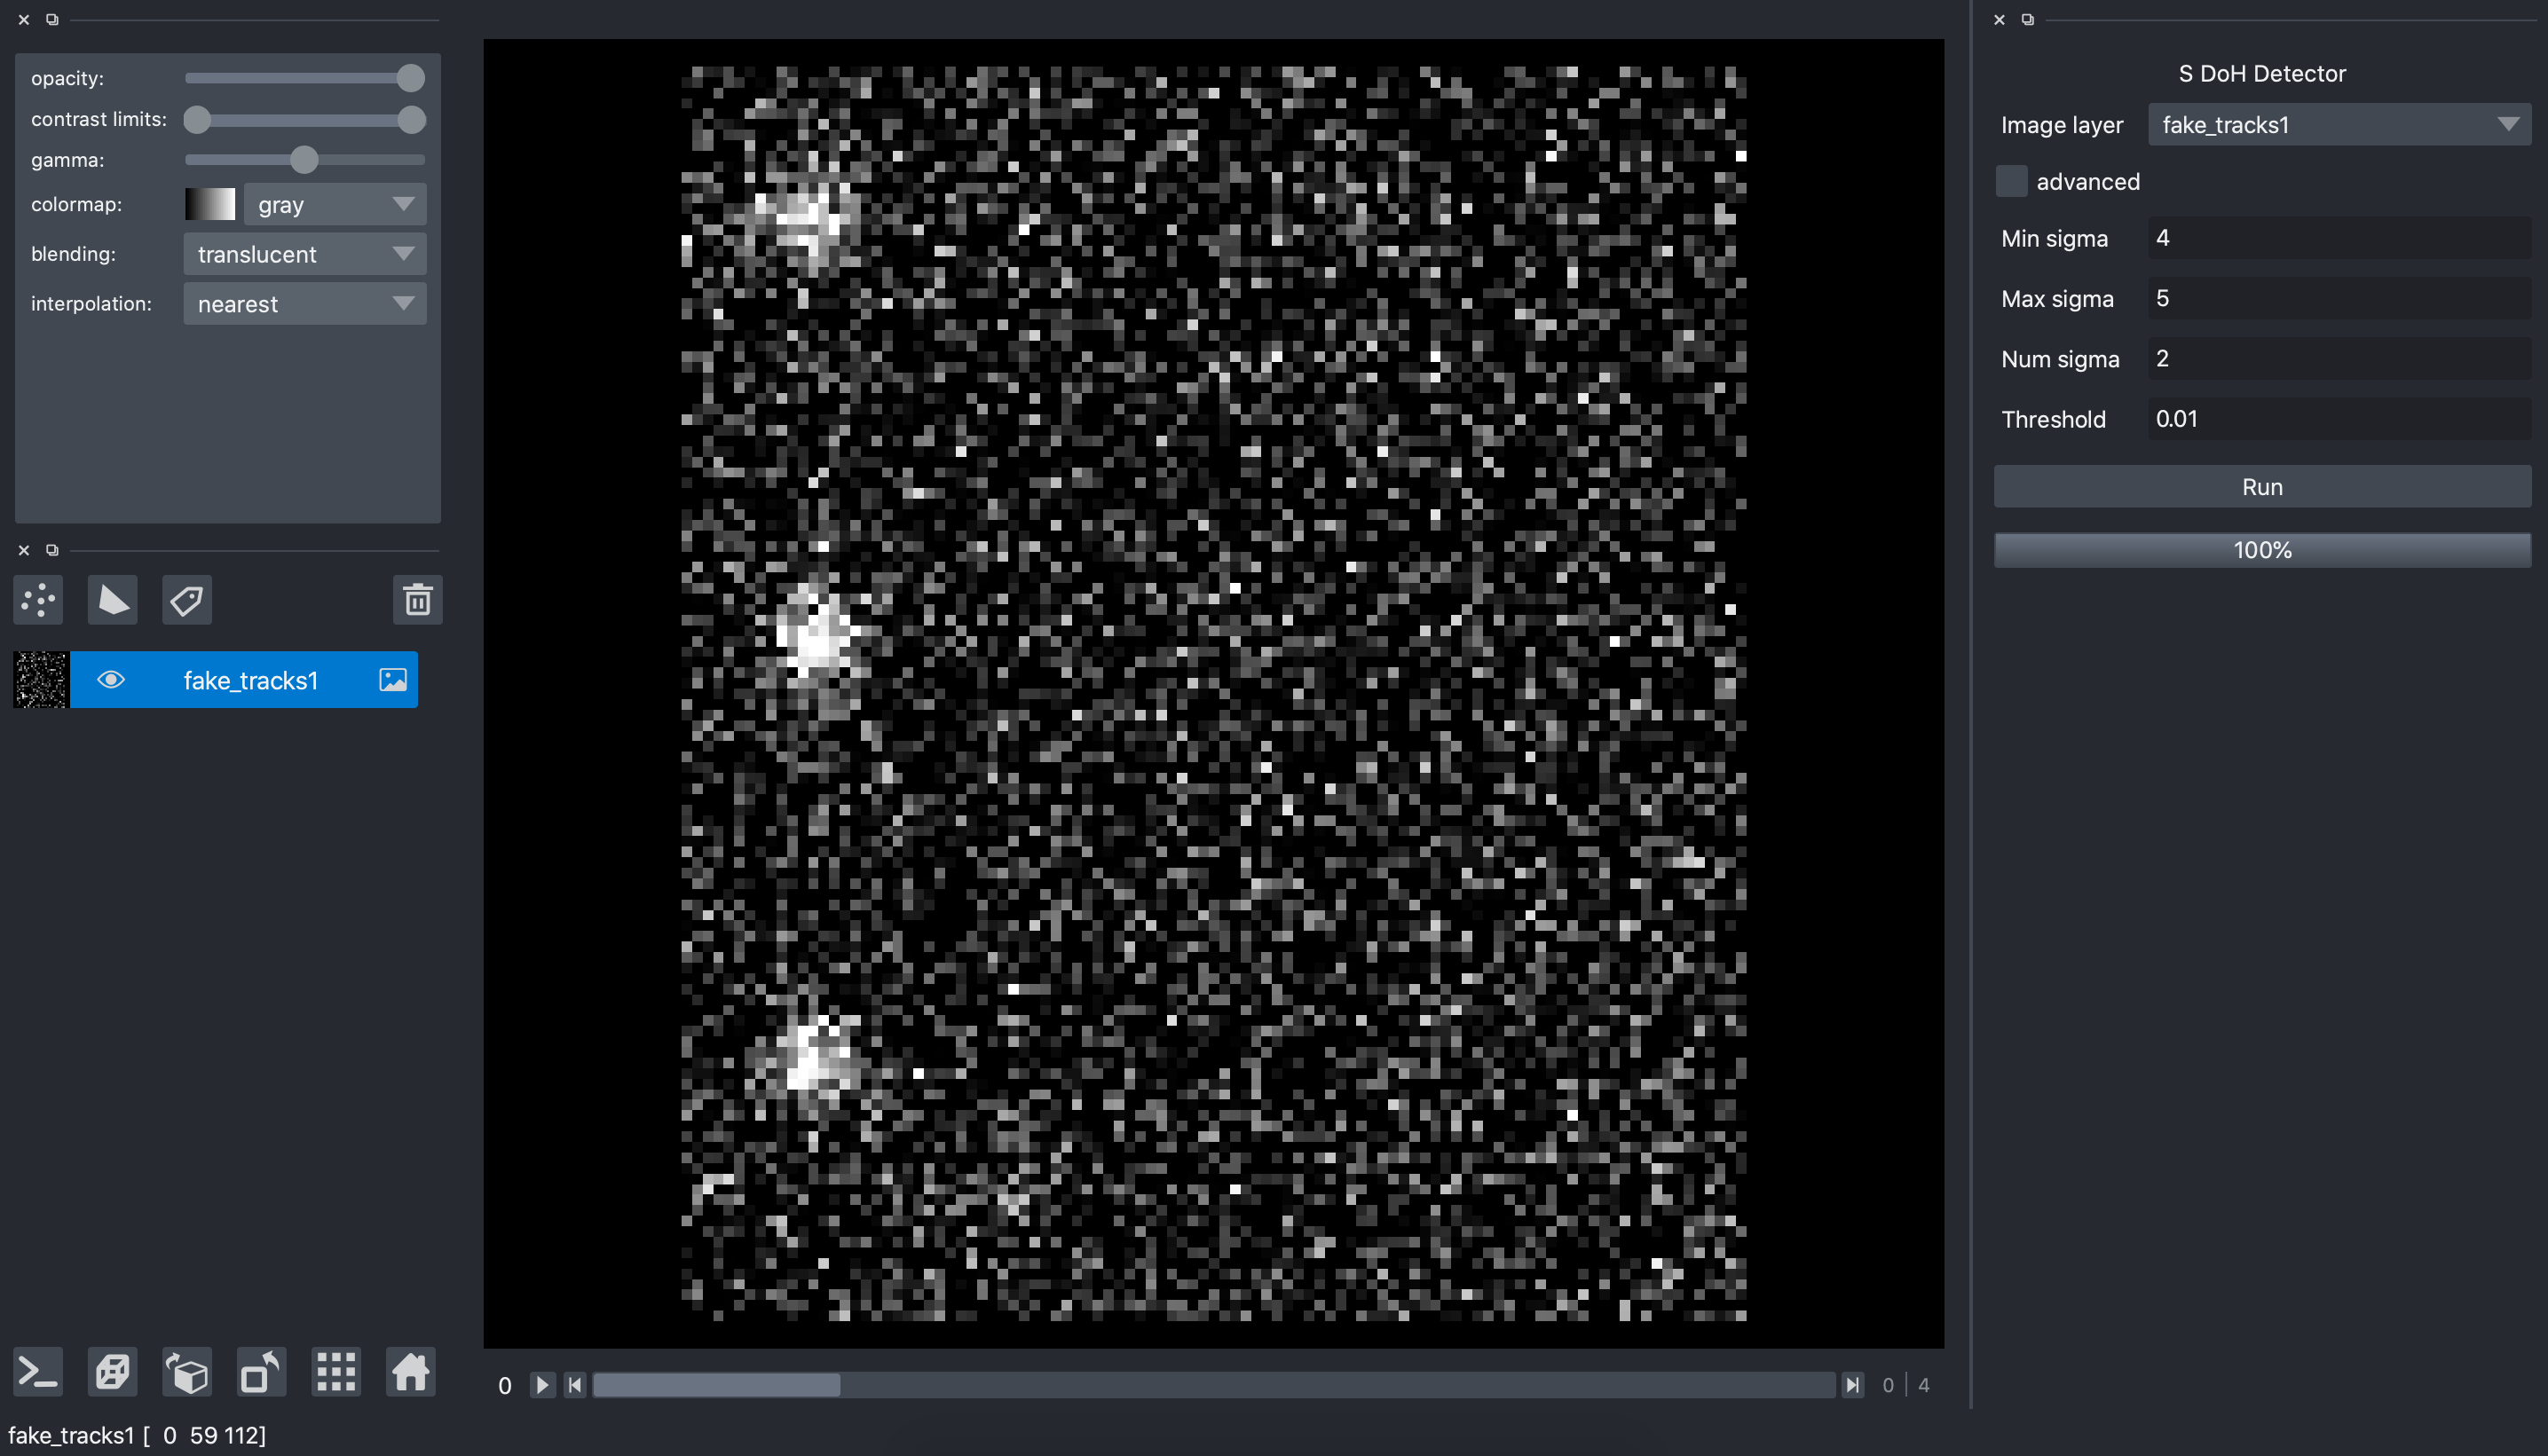 opacity:
contrast limits:
gamma:
colormap: gray
blending: translucent
interpolation: nearest
fake_tracks1
0 0 4
fake_tracks1 [ 0 59 112]
S DoH Detector
Image layer fake_tracks1
advanced
Min sigma 4
Max sigma 5
Num sigma 2
Threshold 0.01
Run
100%